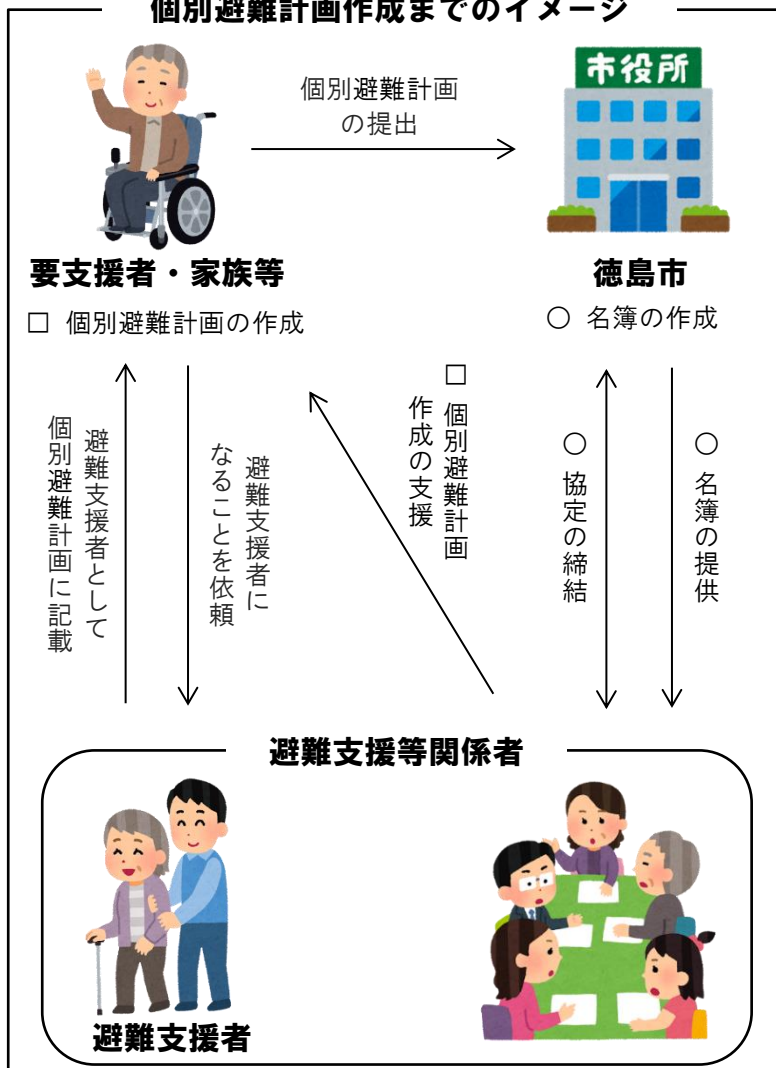 個別避難計画作成までのイメージ
市役所
個別避難計画
の提出
要支援者・家族等
徳島市
□ 個別避難計画の作成
○ 名簿の作成
避難支援者として
個別避難計画に記載
避難支援者に
なることを依頼
□ 個別避難計画
作成の支援
○ 協定の締結
○ 名簿の提供
避難支援等関係者
避難支援者